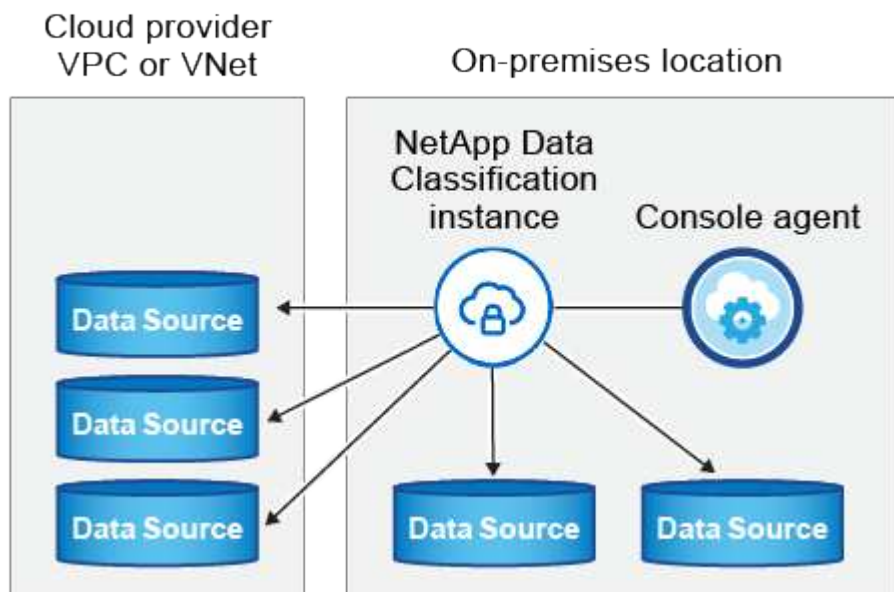 Cloud provider
VPC or VNet
On-premises location
NetApp Data
Classification
instance
Console agent
Data Source
Data Source
Data Source
Data Source
Data Source